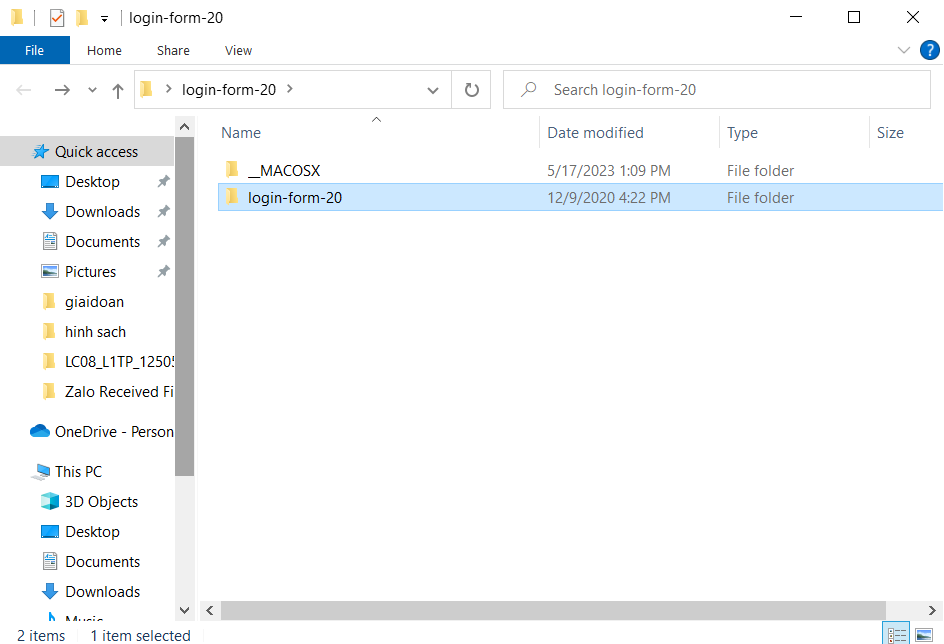 login-form-20
File Home Share View
login-form-20 Search login-form-20
Name Date modified Type Size
Quick access
Desktop
Downloads
Documents
Pictures
giaidoan
hinh sach
LC08_L1TP_12505
Zalo Received Fi
OneDrive - Person
This PC
3D Objects
Desktop
Documents
Downloads
Music
__MACOSX 5/17/2023 1:09 PM File folder
login-form-20 12/9/2020 4:22 PM File folder
2 items 1 item selected